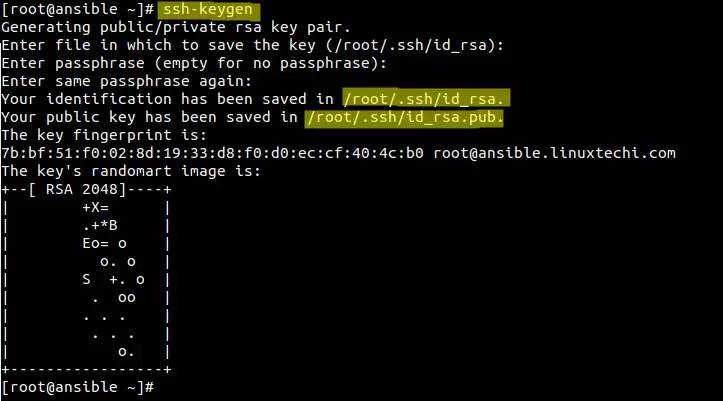 [root@ansible ~]# ssh-keygen
Generating public/private rsa key pair.
Enter file in which to save the key (/root/.ssh/id_rsa):
Enter passphrase (empty for no passphrase):
Enter same passphrase again:
Your identification has been saved in /root/.ssh/id_rsa.
Your public key has been saved in /root/.ssh/id_rsa.pub.
The key fingerprint is:
7b:bf:51:f0:02:8d:19:33:d8:f0:d0:ec:cf:40:4c:b0 root@ansible.linuxtechi.com
The key's randomart image is:
+--[ RSA 2048]----+
|        +X=      |
|        .+*B     |
|        Eo= o    |
|          o. o   |
|        S  +. o  |
|         .  oo   |
|        . . .    |
|         . . .   |
|            o.   |
+-----------------+
[root@ansible ~]#